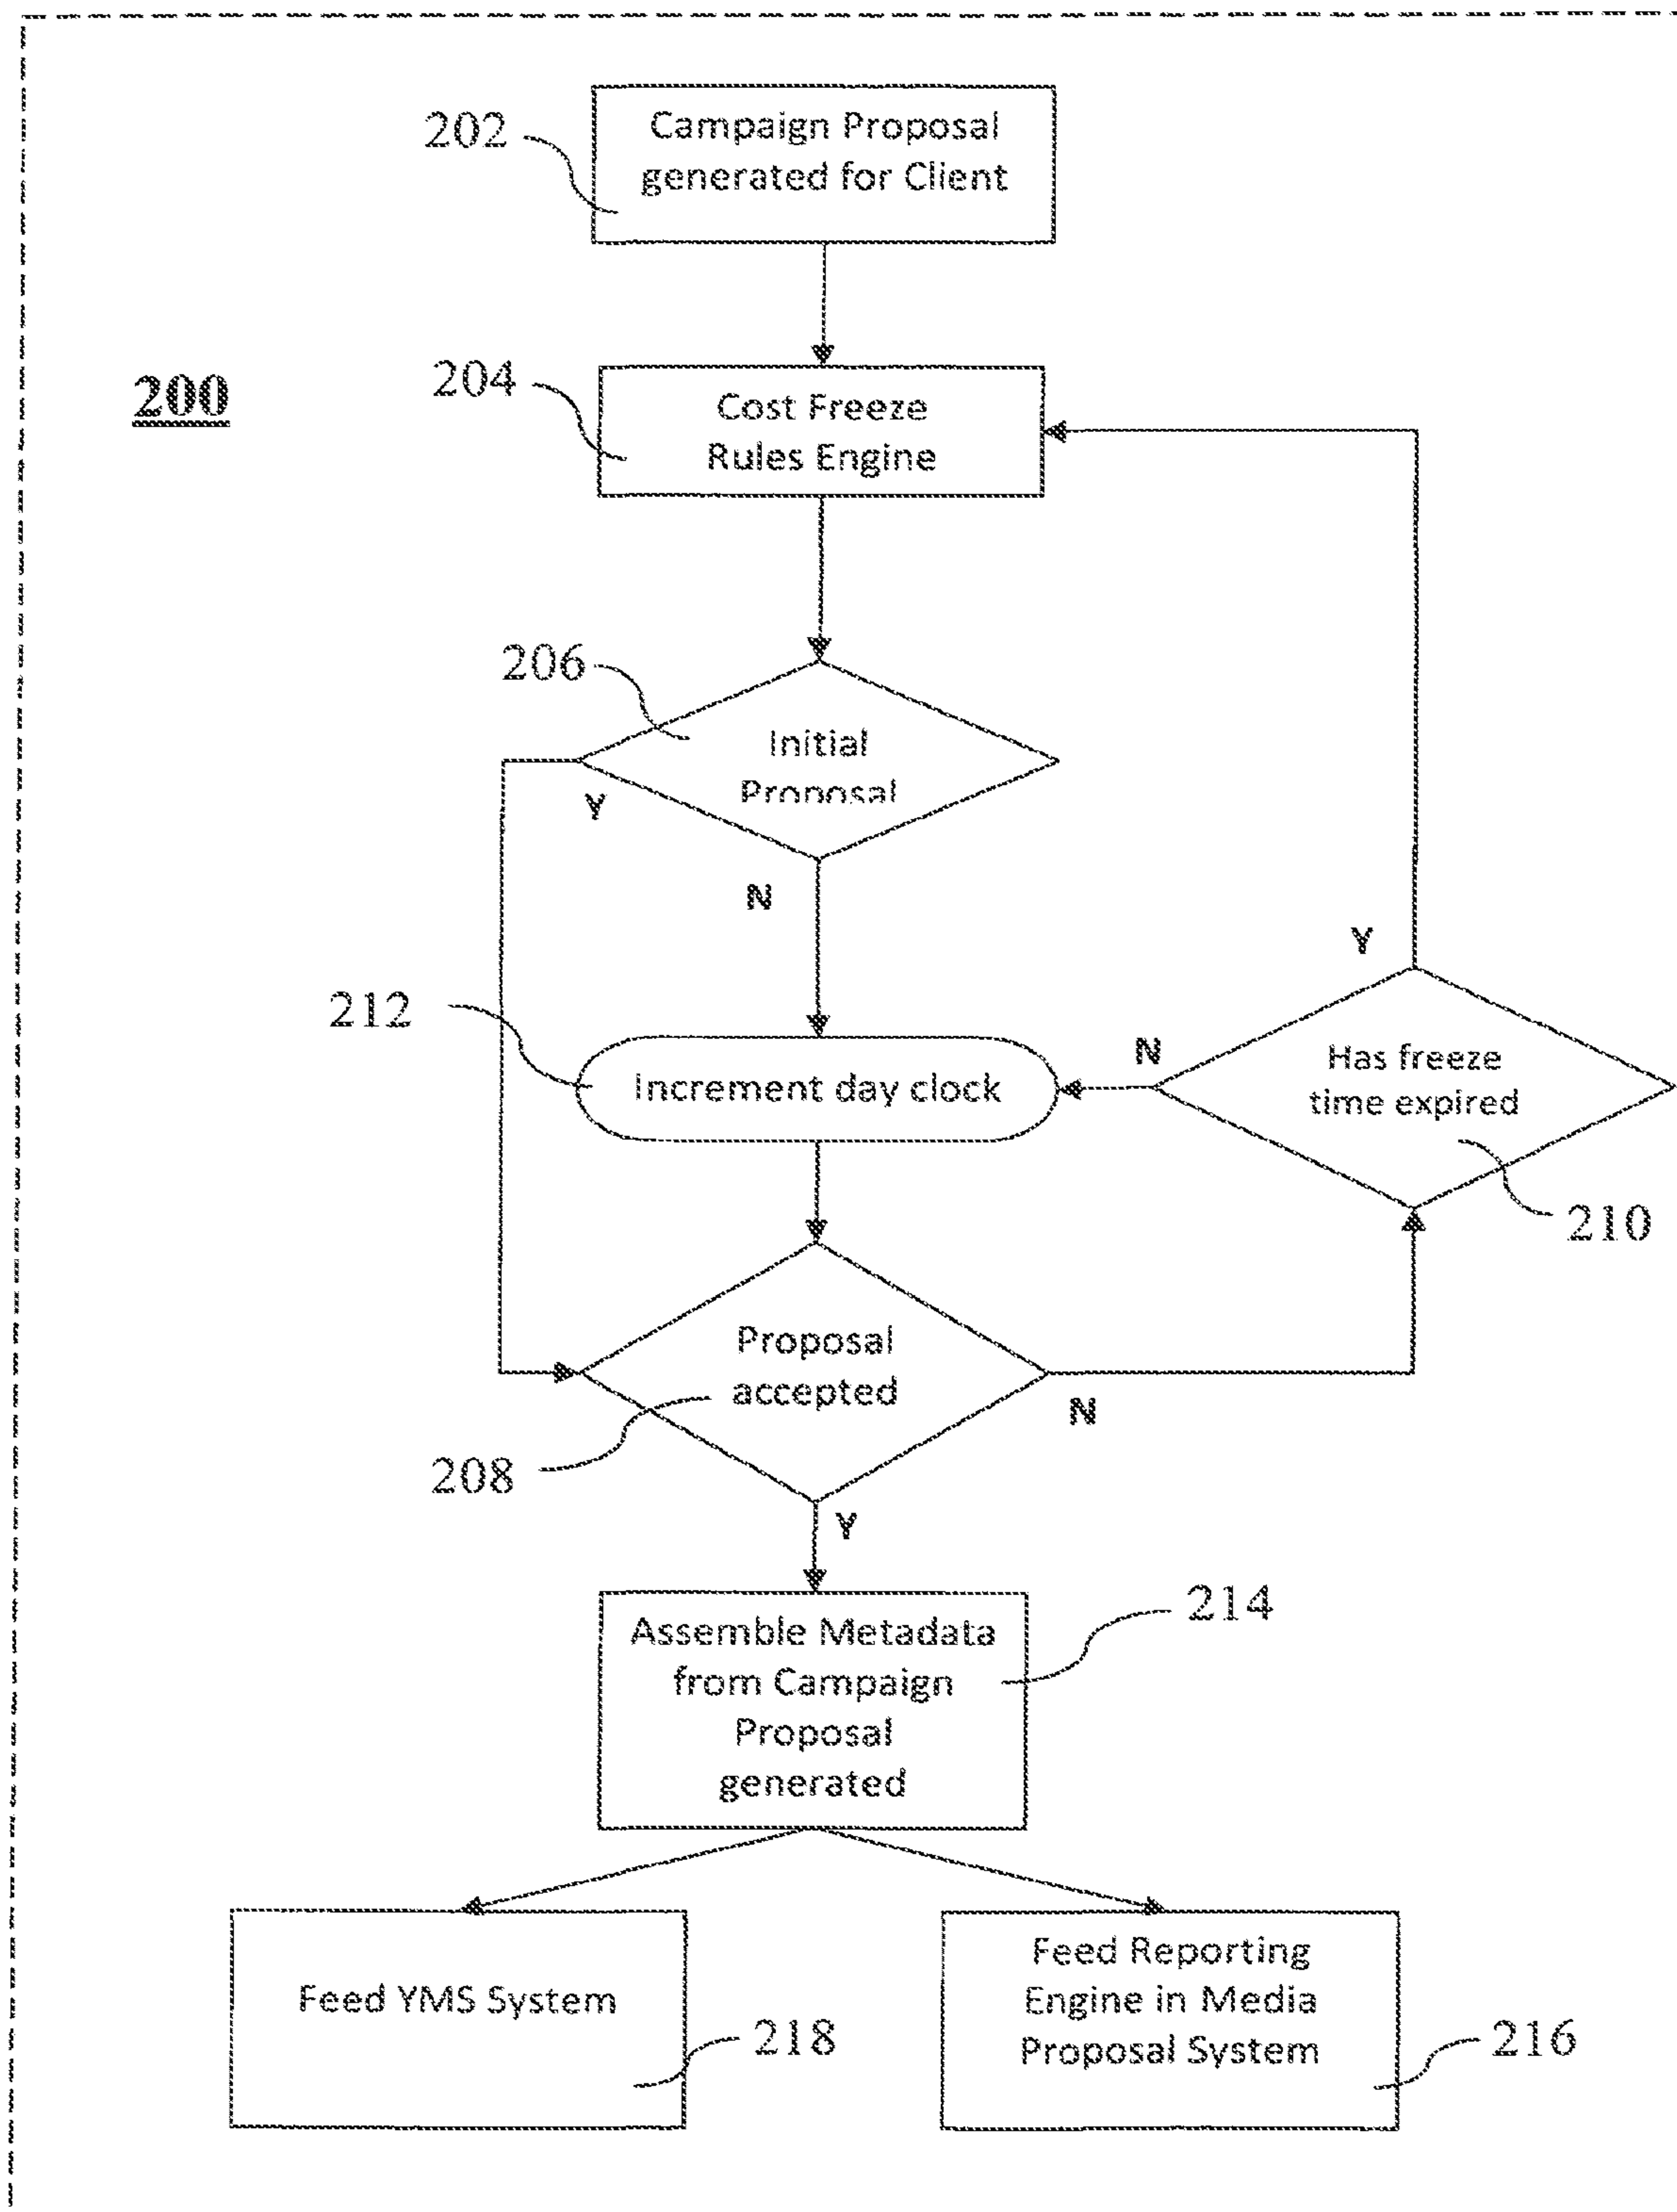 202
Campaign Proposal
generated for Client
200
204
Cost Freeze
Rules Engine
206
Initial
Proposal
Y
N
212
Increment day clock
N
Y
Has freeze
time expired
210
Proposal
accepted
208
N
Y
Assemble Metadata
from Campaign
Proposal
generated
214
Feed YMS System
218
Feed Reporting
Engine in Media
Proposal System
216